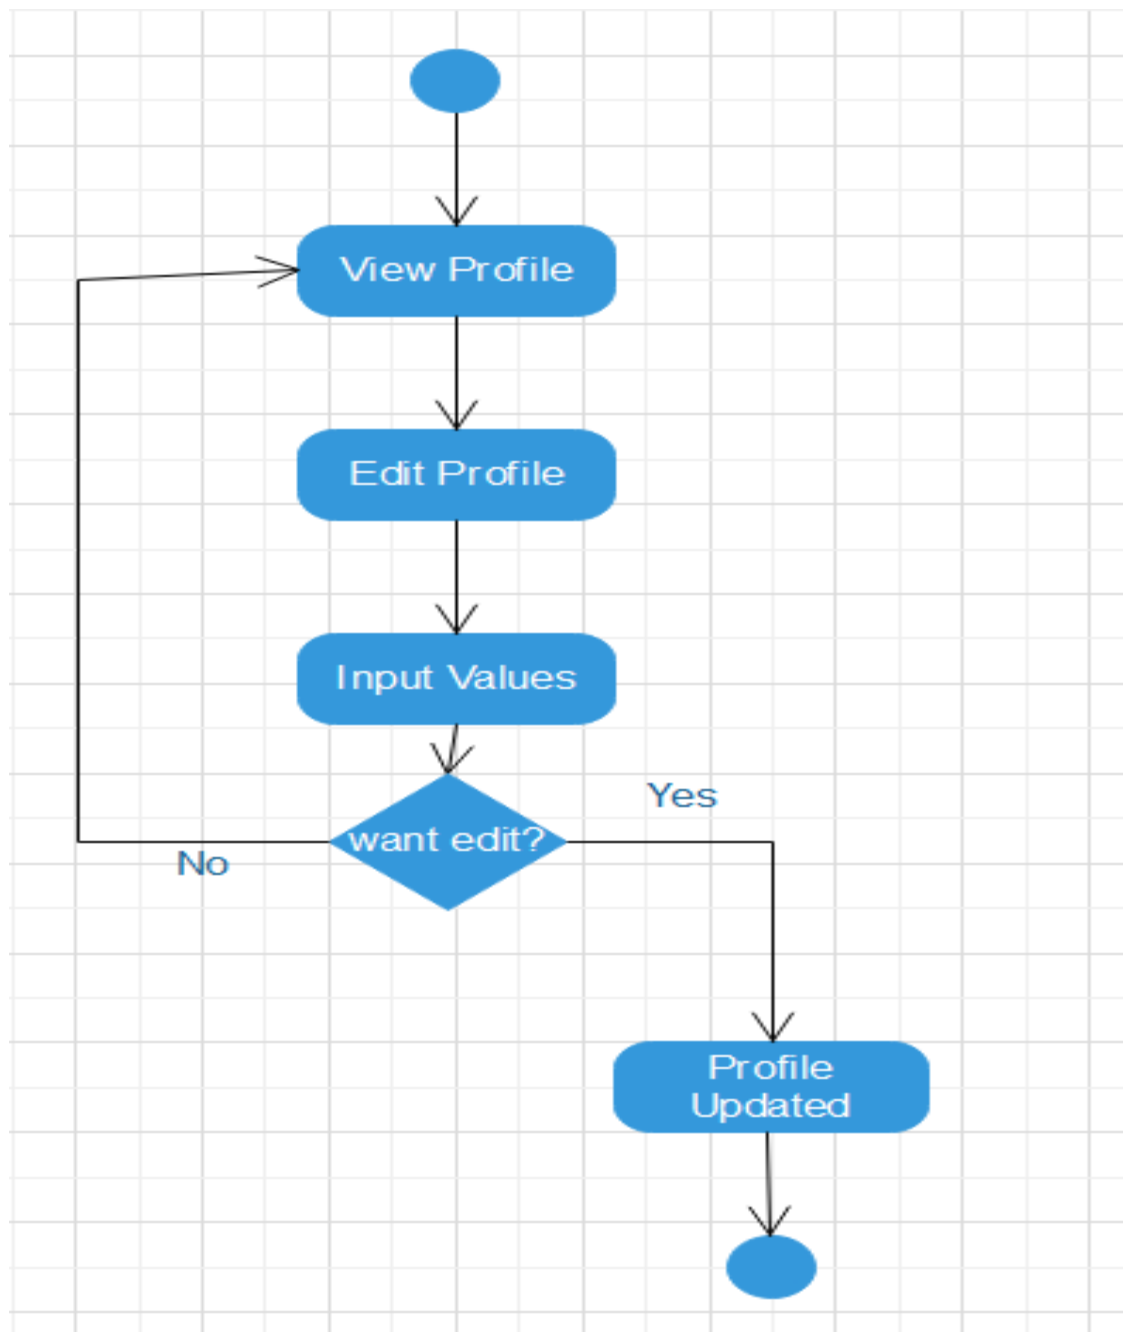 View Profile
Edit Profile
Input Values
Yes
want edit?
No
Profile
Updated